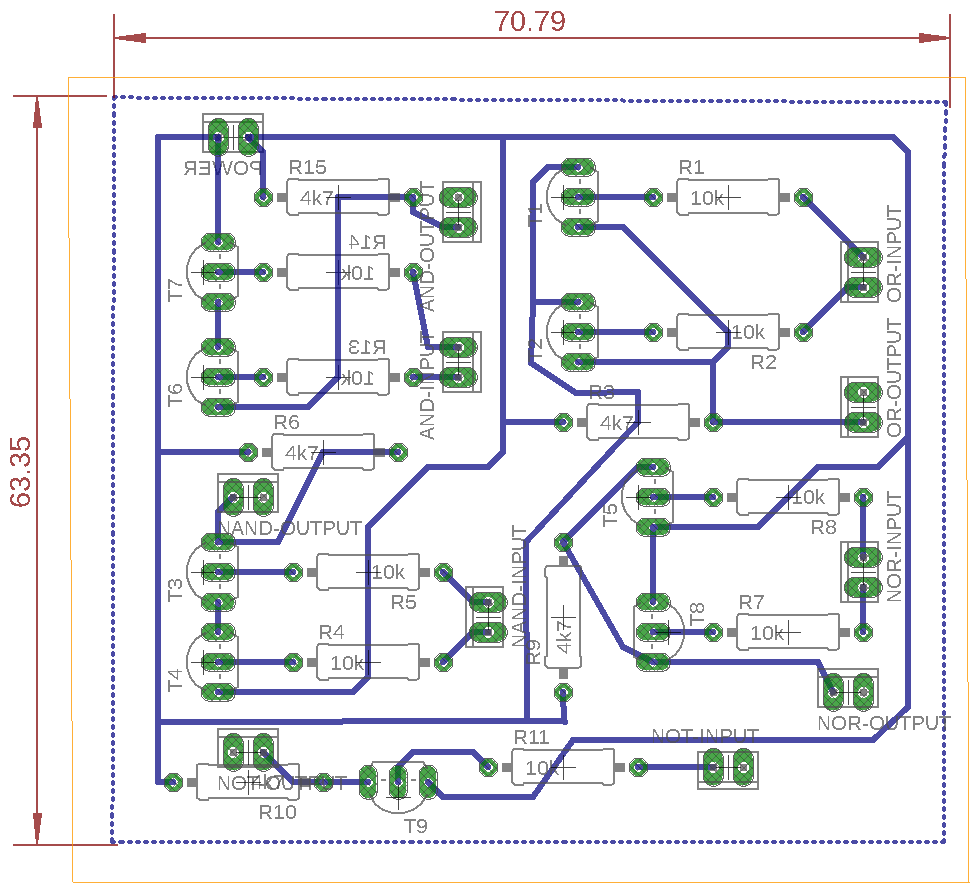 70.79
63.35
POWER
R15
4k7
AND-OUTPUT
T1
R1
10k
OR-INPUT
R14
10k
T7
T2
10k
R2
R13
10k
AND-INPUT
T6
R3
4k7
OR-OUTPUT
R6
4k7
NAND-OUTPUT
T5
10k
R8
NOR-INPUT
T3
10k
R5
NAND-INPUT
R4
10k
T4
R9
4k7
T8
R7
10k
NOR-OUTPUT
NOT-INPUT
R11
10k
NOT-OUTPUT
4k7
R10
T9